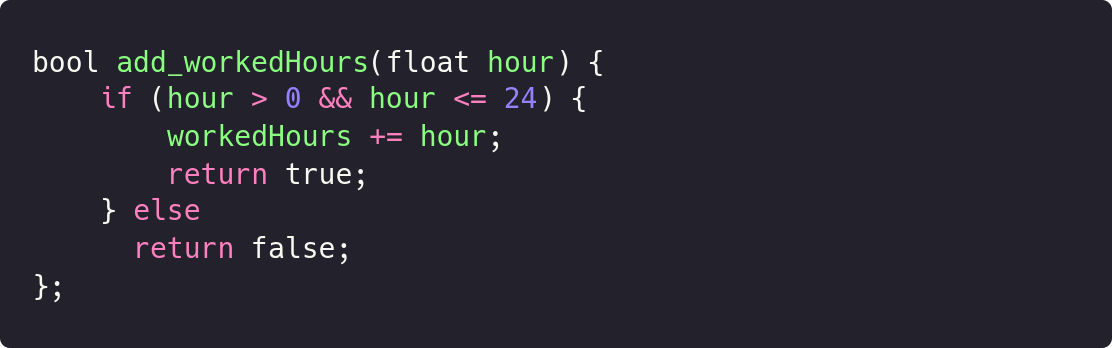 bool add_workedHours(float hour) {
    if (hour > 0 && hour <= 24) {
        workedHours += hour;
        return true;
    } else
      return false;
};